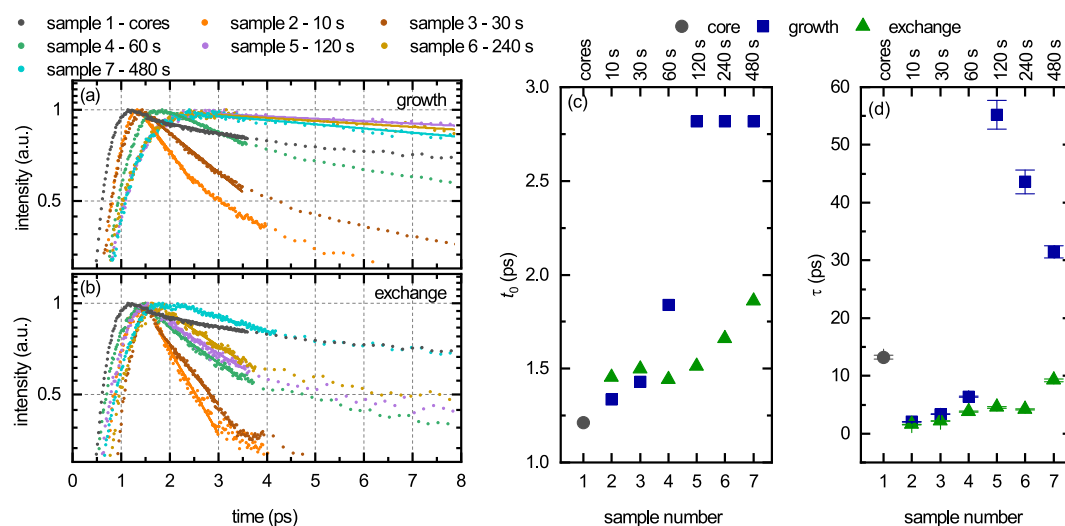 sample 1 - cores sample 2 - 10 s sample 3 - 30 s
sample 4 - 60 s sample 5 - 120 s sample 6 - 240 s
sample 7 - 480 s
core growth exchange
cores 10 s 30 s 60 s 120 s 240 s 480 s
cores 10 s 30 s 60 s 120 s 240 s 480 s
(a) growth
1
0.5
intensity (a.u.)
(b) exchange
1
0.5
intensity (a.u.)
0 1 2 3 4 5 6 7 8
time (ps)
(c)
3.0
2.5
2.0
1.5
1.0
t0 (ps)
1 2 3 4 5 6 7
sample number
(d)
60
50
40
30
20
10
0
τ (ps)
1 2 3 4 5 6 7
sample number